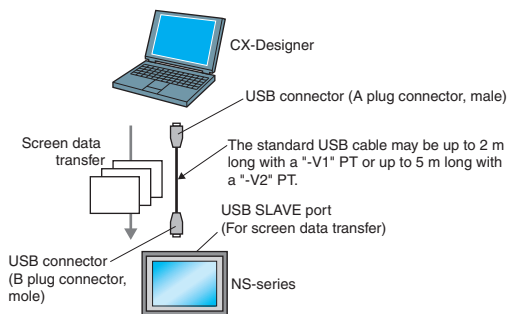 CX-Designer
USB connector (A plug connector, male)
Screen data
transfer
The standard USB cable may be up to 2 m
long with a "-V1" PT or up to 5 m long with
a "-V2" PT.
USB SLAVE port
(For screen data transfer)
USB connector
(B plug connector,
mole)
NS-series